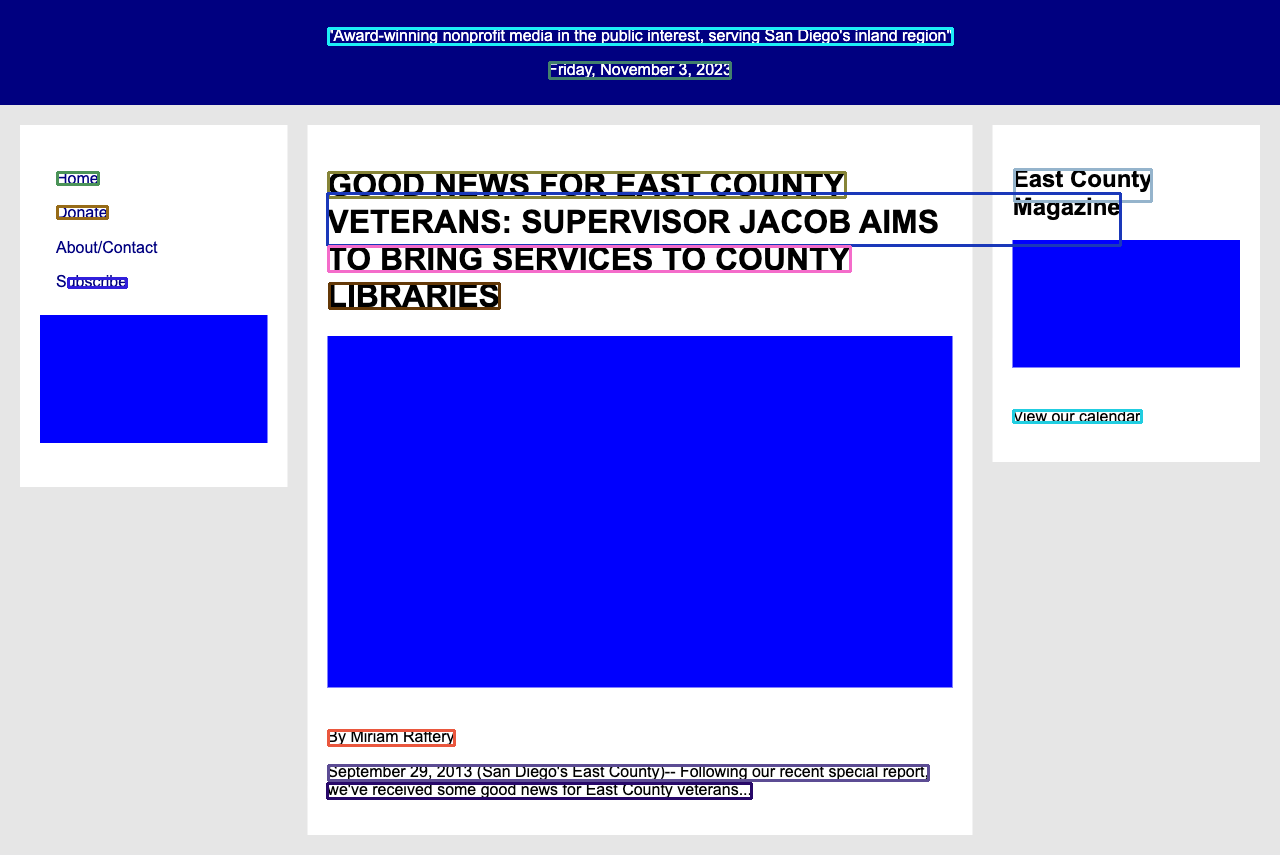 "Award-winning nonprofit media in the public interest, serving San Diego's inland region"
Friday, November 3, 2023
Home
Donate
About/Contact
Subscribe
GOOD NEWS FOR EAST COUNTY
VETERANS: SUPERVISOR JACOB AIMS
TO BRING SERVICES TO COUNTY
LIBRARIES
By Miriam Raftery
September 29, 2013 (San Diego's East County)-- Following our recent special report,
we've received some good news for East County veterans...
East County
Magazine
View our calendar